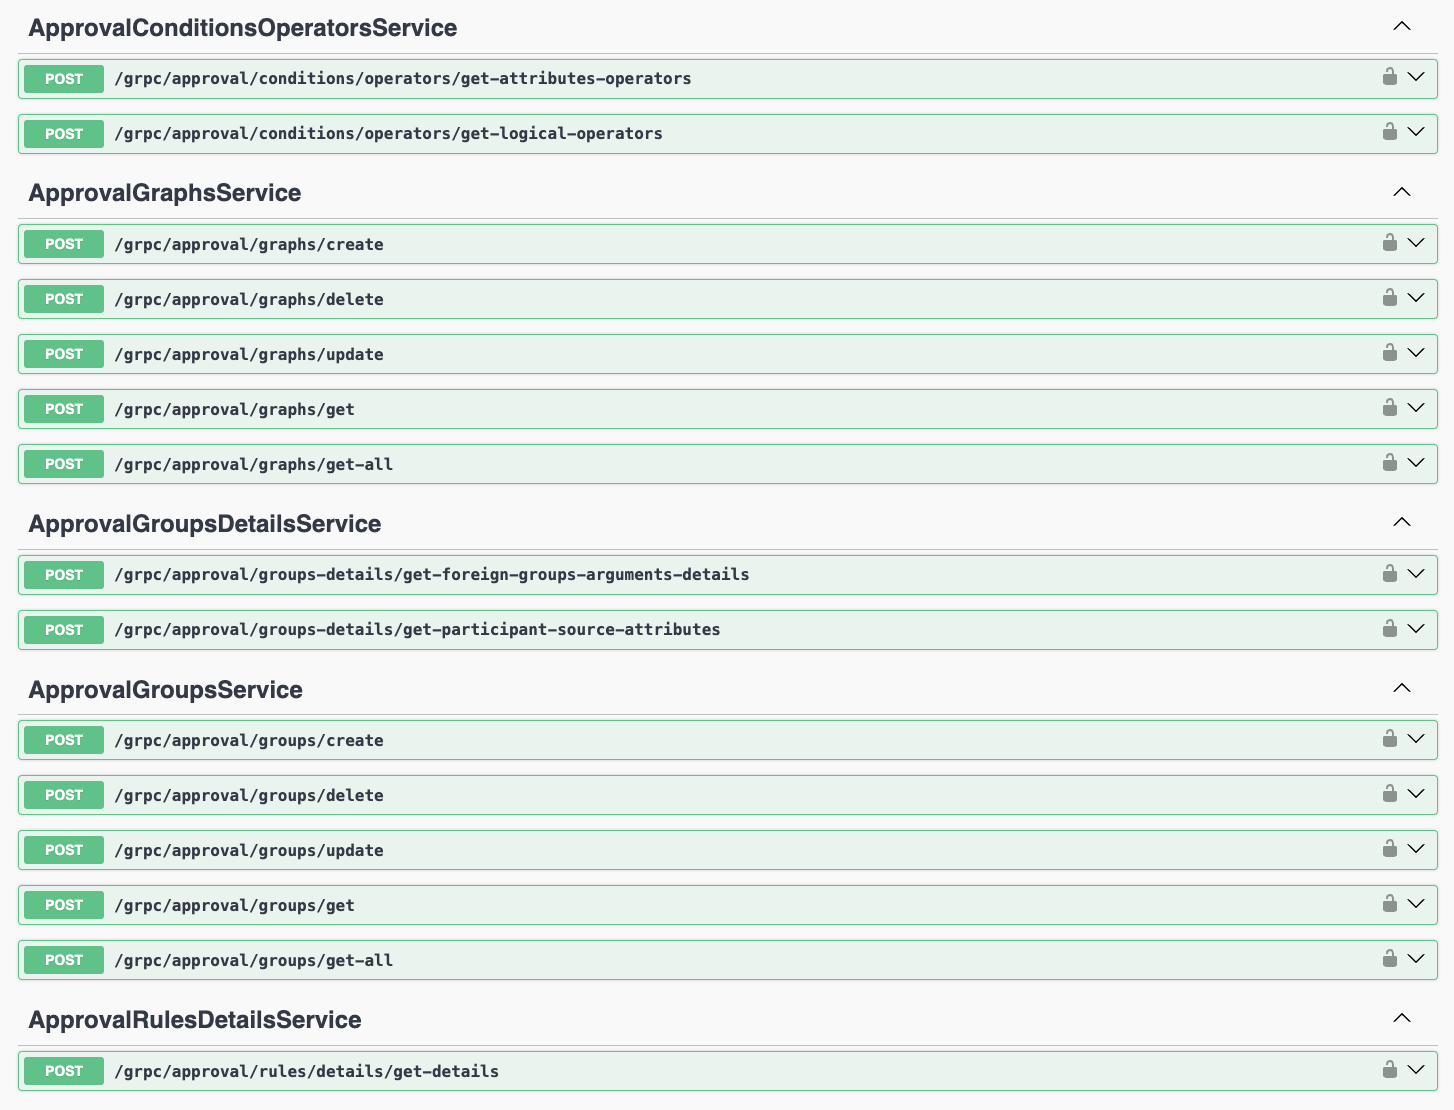 ApprovalConditionsOperatorsService
POST /grpc/approval/conditions/operators/get-attributes-operators
POST /grpc/approval/conditions/operators/get-logical-operators
ApprovalGraphsService
POST /grpc/approval/graphs/create
POST /grpc/approval/graphs/delete
POST /grpc/approval/graphs/update
POST /grpc/approval/graphs/get
POST /grpc/approval/graphs/get-all
ApprovalGroupsDetailsService
POST /grpc/approval/groups-details/get-foreign-groups-arguments-details
POST /grpc/approval/groups-details/get-participant-source-attributes
ApprovalGroupsService
POST /grpc/approval/groups/create
POST /grpc/approval/groups/delete
POST /grpc/approval/groups/update
POST /grpc/approval/groups/get
POST /grpc/approval/groups/get-all
ApprovalRulesDetailsService
POST /grpc/approval/rules/details/get-details